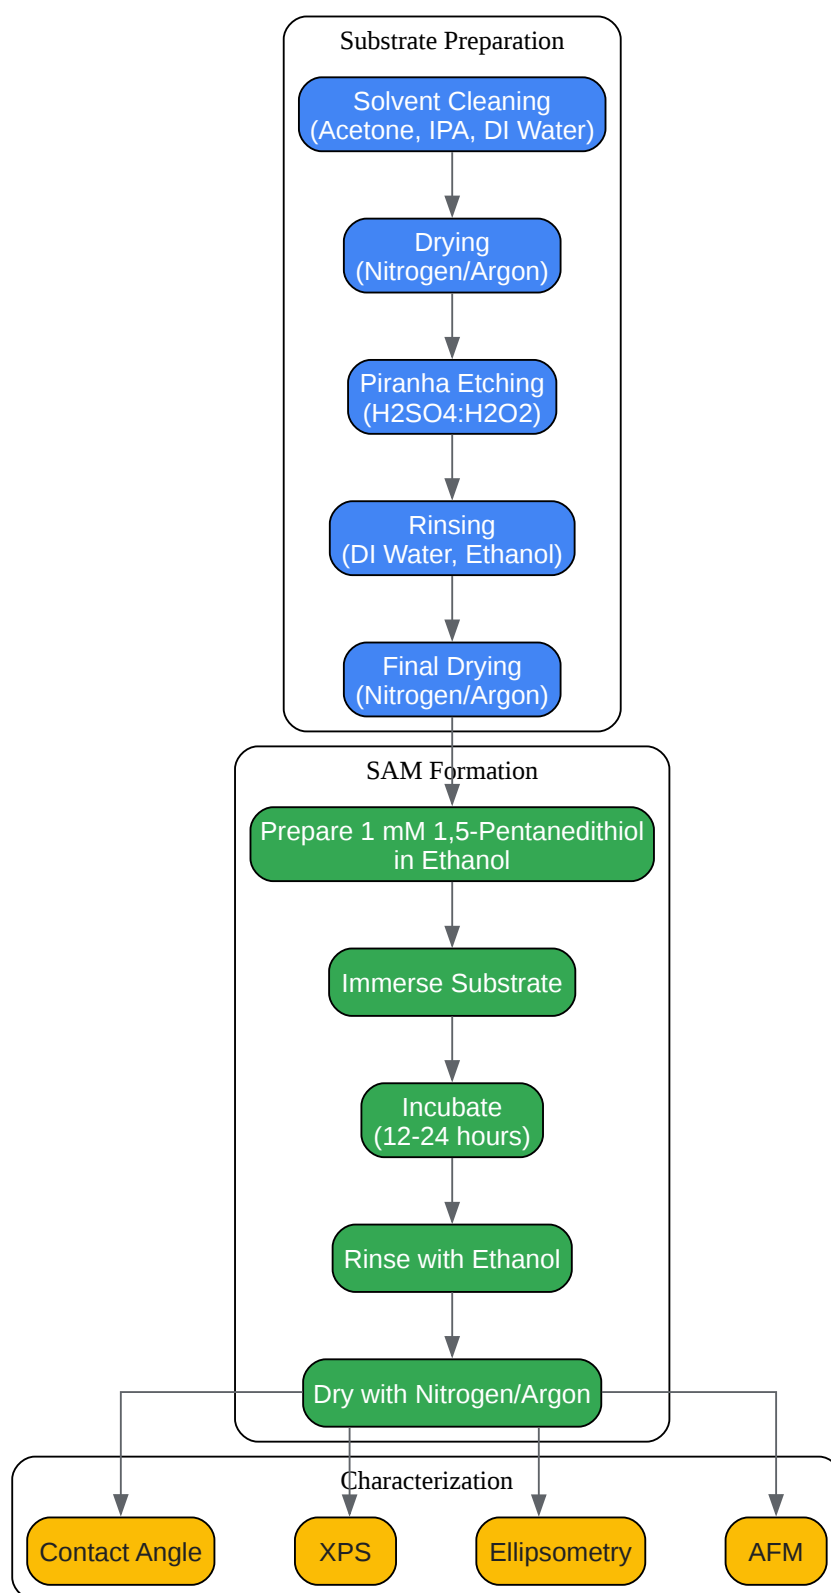 Substrate Preparation
Solvent Cleaning
(Acetone, IPA, DI Water)
Drying
(Nitrogen/Argon)
Piranha Etching
(H2SO4:H2O2)
Rinsing
(DI Water, Ethanol)
Final Drying
(Nitrogen/Argon)
SAM Formation
Prepare 1 mM 1,5-Pentanedithiol
in Ethanol
Immerse Substrate
Incubate
(12-24 hours)
Rinse with Ethanol
Dry with Nitrogen/Argon
Characterization
Contact Angle
XPS
Ellipsometry
AFM